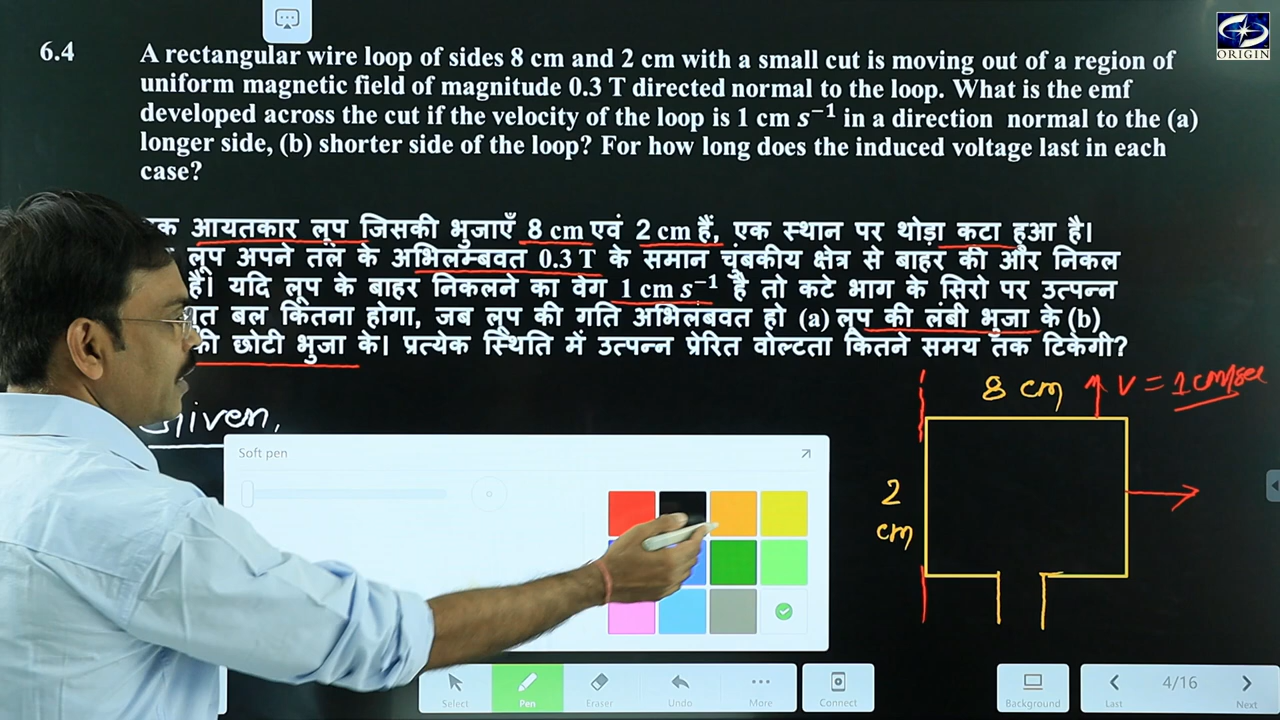 ORIGIN
6.4 A rectangular wire loop of sides 8 cm and 2 cm with a small cut is moving out of a region of
uniform magnetic field of magnitude 0.3 T directed normal to the loop. What is the emf
developed across the cut if the velocity of the loop is 1 cm s⁻¹ in a direction normal to the (a)
longer side, (b) shorter side of the loop? For how long does the induced voltage last in each
case?
आयतकार लूप जिसकी भुजाएँ 8 cm एवं 2 cm हैं, एक स्थान पर थोड़ा कटा हुआ है।
लूप अपने तल के अभिलम्बवत 0.3 T के समान चुंबकीय क्षेत्र से बाहर की और निकल
है। यदि लूप के बाहर निकलने का वेग 1 cm s⁻¹ है तो कटे भाग के सिरो पर उत्पन्न
बल कितना होगा, जब लूप की गति अभिलंबवत हो (a) लूप की लंबी भुजा के (b)
की छोटी भुजा के। प्रत्येक स्थिति में उत्पन्न प्रेरित वोल्टता कितने समय तक टिकेगी?
8 cm V = 1 cm/sec
Given,
Soft pen
2
cm
Select Pen Eraser Undo More Connect Background Last 4/16 Next